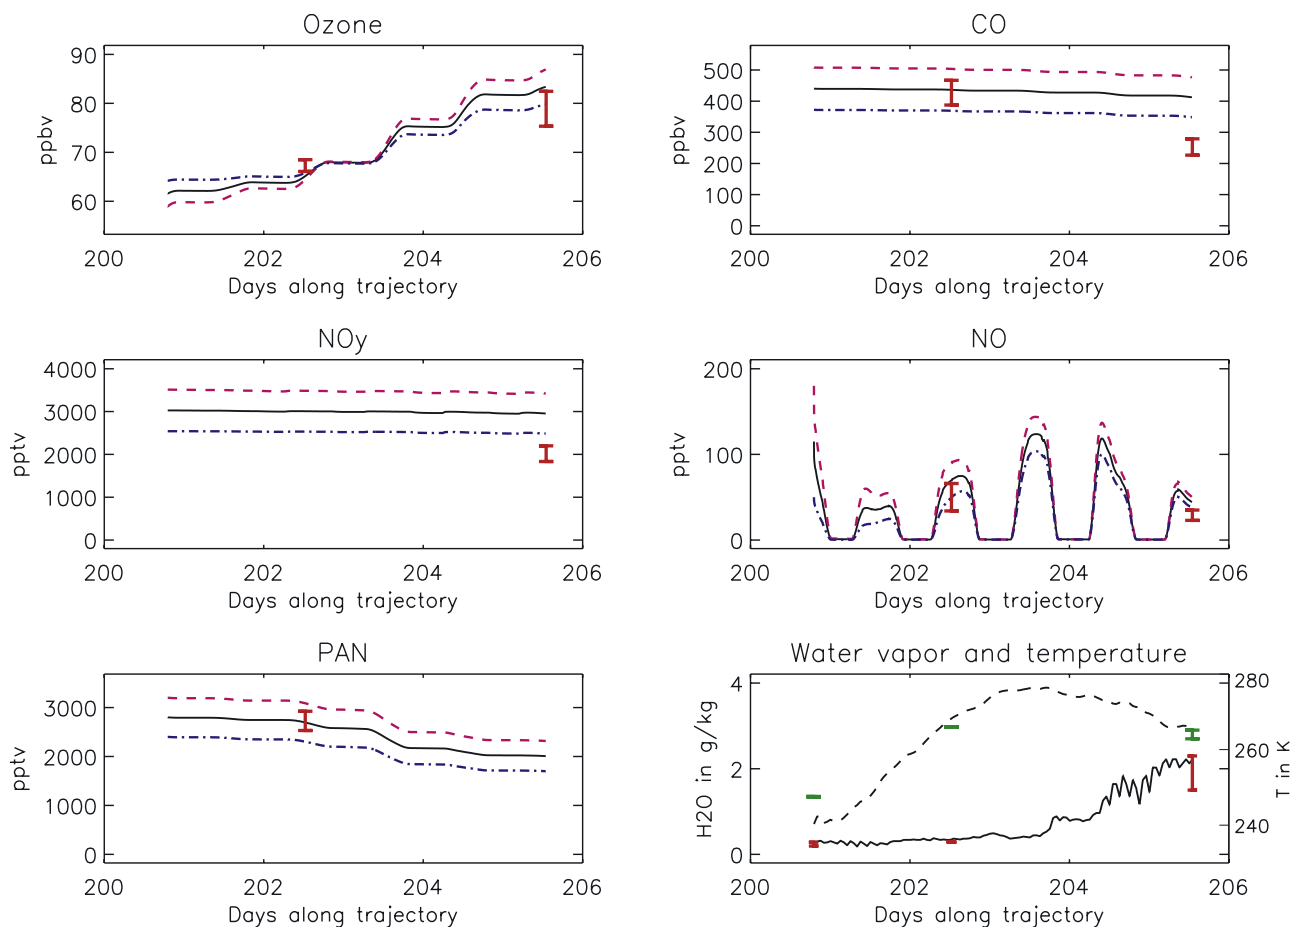 Ozone
ppbv
90
80
70
60
200 202 204 206
Days along trajectory
CO
ppbv
500
400
300
200
100
0
200 202 204 206
Days along trajectory
NOy
pptv
4000
3000
2000
1000
0
200 202 204 206
Days along trajectory
NO
pptv
200
100
0
200 202 204 206
Days along trajectory
PAN
pptv
3000
2000
1000
0
200 202 204 206
Days along trajectory
Water vapor and temperature
H2O in g/kg
4
2
0
280
260
240
T in K
200 202 204 206
Days along trajectory